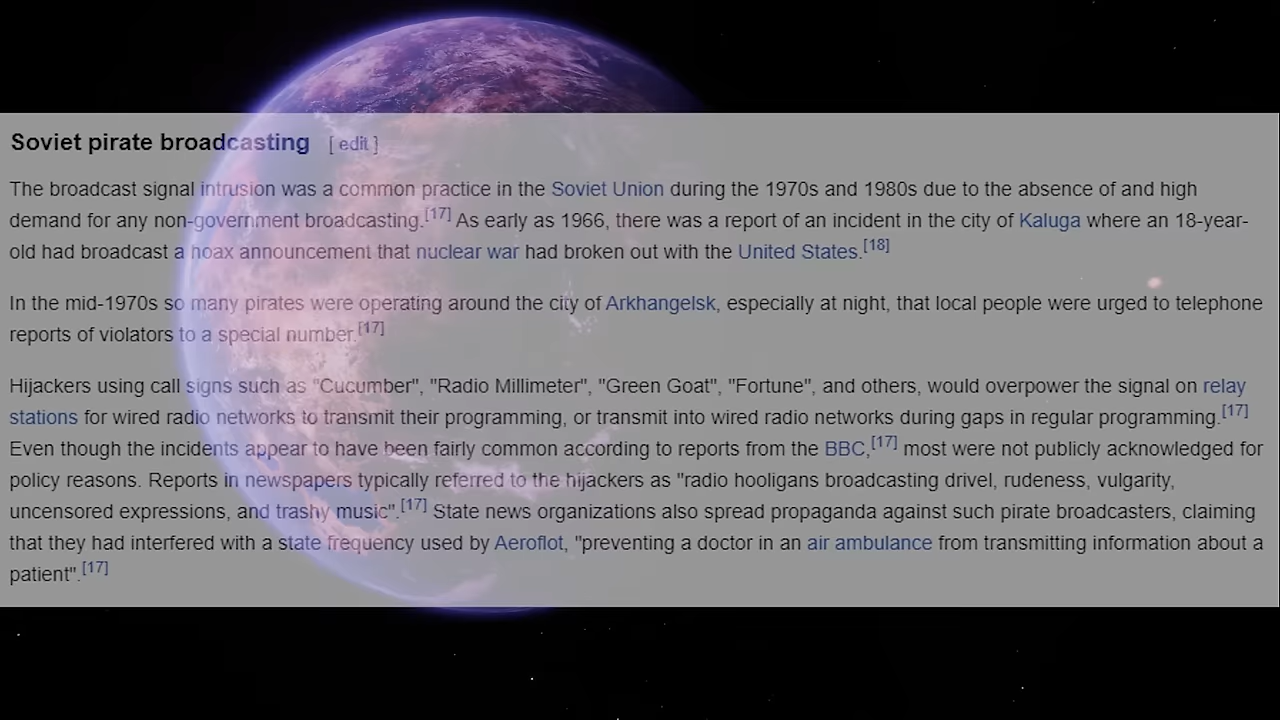 Soviet pirate broadcasting [ edit ]
The broadcast signal intrusion was a common practice in the Soviet Union during the 1970s and 1980s due to the absence of and high
demand for any non-government broadcasting.[17] As early as 1966, there was a report of an incident in the city of Kaluga where an 18-year-
old had broadcast a hoax announcement that nuclear war had broken out with the United States.[18]
In the mid-1970s so many pirates were operating around the city of Arkhangelsk, especially at night, that local people were urged to telephone
reports of violators to a special number.[17]
Hijackers using call signs such as "Cucumber", "Radio Millimeter", "Green Goat", "Fortune", and others, would overpower the signal on relay
stations for wired radio networks to transmit their programming, or transmit into wired radio networks during gaps in regular programming.[17]
Even though the incidents appear to have been fairly common according to reports from the BBC,[17] most were not publicly acknowledged for
policy reasons. Reports in newspapers typically referred to the hijackers as "radio hooligans broadcasting drivel, rudeness, vulgarity,
uncensored expressions, and trashy music".[17] State news organizations also spread propaganda against such pirate broadcasters, claiming
that they had interfered with a state frequency used by Aeroflot, "preventing a doctor in an air ambulance from transmitting information about a
patient".[17]